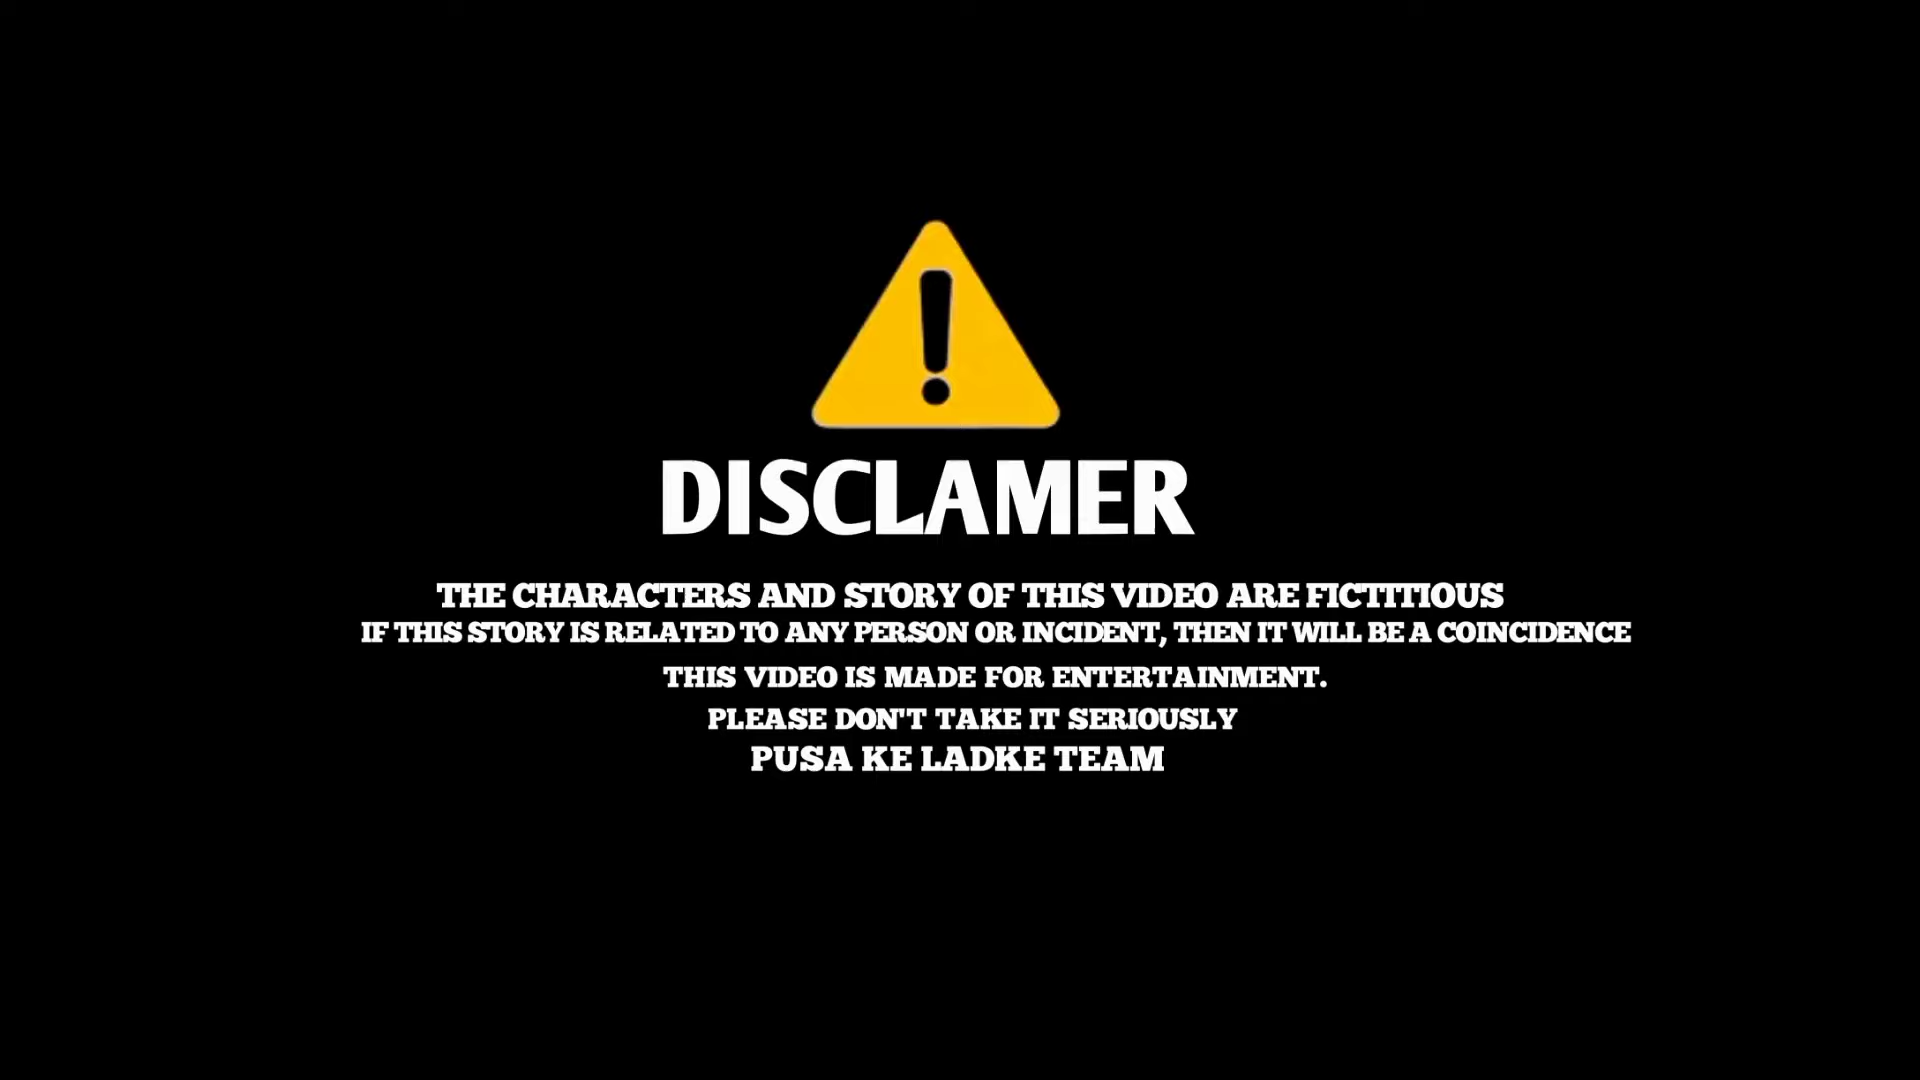 DISCLAMER
THE CHARACTERS AND STORY OF THIS VIDEO ARE FICTITIOUS
IF THIS STORY IS RELATED TO ANY PERSON OR INCIDENT, THEN IT WILL BE A COINCIDENCE
THIS VIDEO IS MADE FOR ENTERTAINMENT.
PLEASE DON'T TAKE IT SERIOUSLY
PUSA KE LADKE TEAM